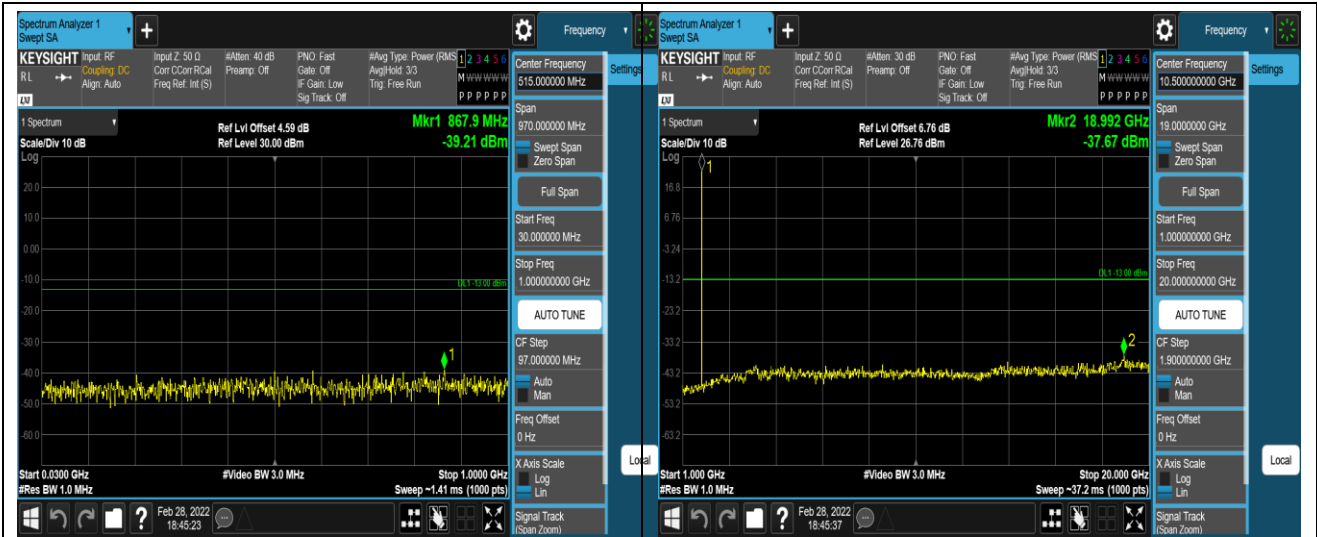 Spectrum Analyzer 1
Swept SA
+
Frequency
KEYSIGHT
RL
LXI
Input: RF
Coupling: DC
Align: Auto
Input Z: 50 Ω
Corr CCorr RCal
Freq Ref: Int (S)
#Atten: 40 dB
Preamp: Off
PNO: Fast
Gate: Off
IF Gain: Low
Sig Track: Off
#Avg Type: Power (RMS
Avg|Hold: 3/3
Trig: Free Run
1 2 3 4 5 6
M W W W W W
P P P P P P
Center Frequency
515.000000 MHz
Settings
Span
970.000000 MHz
Swept Span
Zero Span
Full Span
Start Freq
30.000000 MHz
Stop Freq
1.000000000 GHz
AUTO TUNE
CF Step
97.000000 MHz
Auto
Man
Freq Offset
0 Hz
X Axis Scale
Log
Lin
Signal Track
(Span Zoom)
Local
1 Spectrum
Scale/Div 10 dB
Log
Ref Lvl Offset 4.59 dB
Ref Level 30.00 dBm
Mkr1 867.9 MHz
-39.21 dBm
20.0
10.0
0.00
-10.0
DL1 -13.00 dBm
-20.0
-30.0
1
-40.0
-50.0
-60.0
Start 0.0300 GHz
#Video BW 3.0 MHz
Stop 1.0000 GHz
#Res BW 1.0 MHz
Sweep ~1.41 ms (1000 pts)
?
Feb 28, 2022
18:45:23
Spectrum Analyzer 1
Swept SA
+
Frequency
KEYSIGHT
RL
LXI
Input: RF
Coupling: DC
Align: Auto
Input Z: 50 Ω
Corr CCorr RCal
Freq Ref: Int (S)
#Atten: 30 dB
Preamp: Off
PNO: Fast
Gate: Off
IF Gain: Low
Sig Track: Off
#Avg Type: Power (RMS
Avg|Hold: 3/3
Trig: Free Run
1 2 3 4 5 6
M W W W W W
P P P P P P
Center Frequency
10.500000000 GHz
Settings
Span
19.0000000 GHz
Swept Span
Zero Span
Full Span
Start Freq
1.000000000 GHz
Stop Freq
20.000000000 GHz
AUTO TUNE
CF Step
1.900000000 GHz
Auto
Man
Freq Offset
0 Hz
X Axis Scale
Log
Lin
Signal Track
(Span Zoom)
Local
1 Spectrum
Scale/Div 10 dB
Log
Ref Lvl Offset 6.76 dB
Ref Level 26.76 dBm
Mkr2 18.992 GHz
-37.67 dBm
1
16.8
6.76
-3.24
DL1 -13.00 dBm
-13.2
-23.2
-33.2
2
-43.2
-53.2
-63.2
Start 1.000 GHz
#Video BW 3.0 MHz
Stop 20.000 GHz
#Res BW 1.0 MHz
Sweep ~37.2 ms (1000 pts)
?
Feb 28, 2022
18:45:37